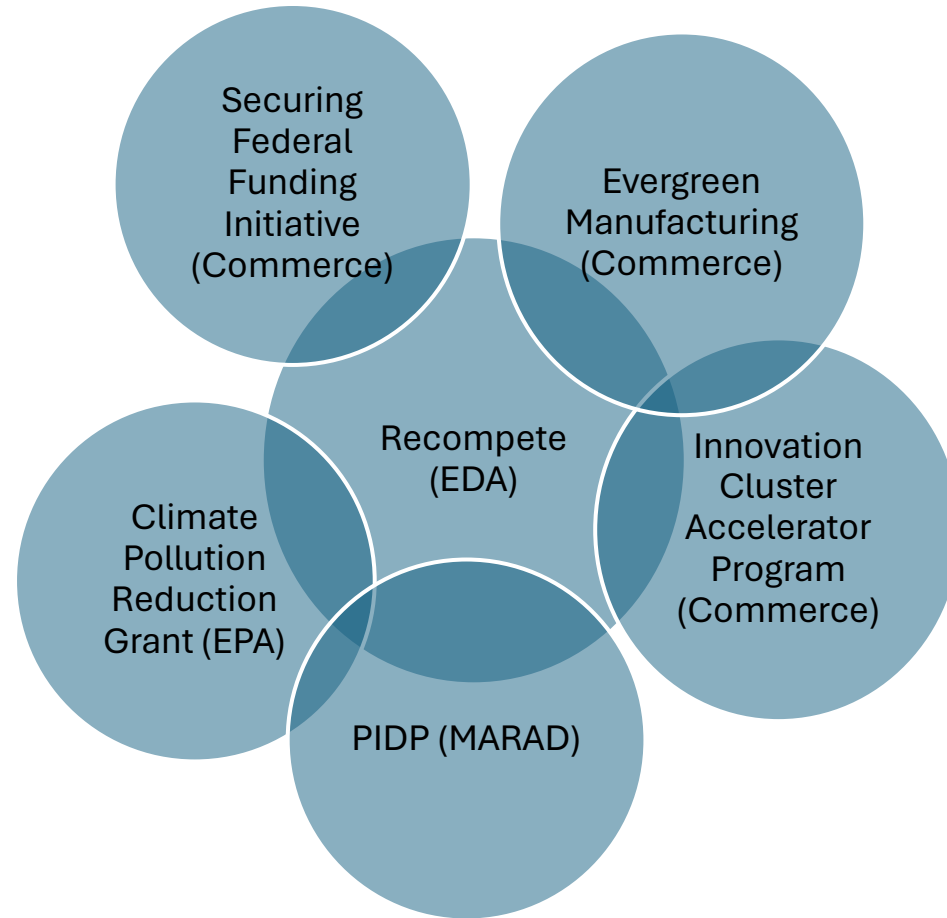 Securing
Federal
Funding
Initiative
(Commerce)
Evergreen
Manufacturing
(Commerce)
Recompete
(EDA)
Innovation
Cluster
Accelerator
Program
(Commerce)
Climate
Pollution
Reduction
Grant (EPA)
PIDP (MARAD)